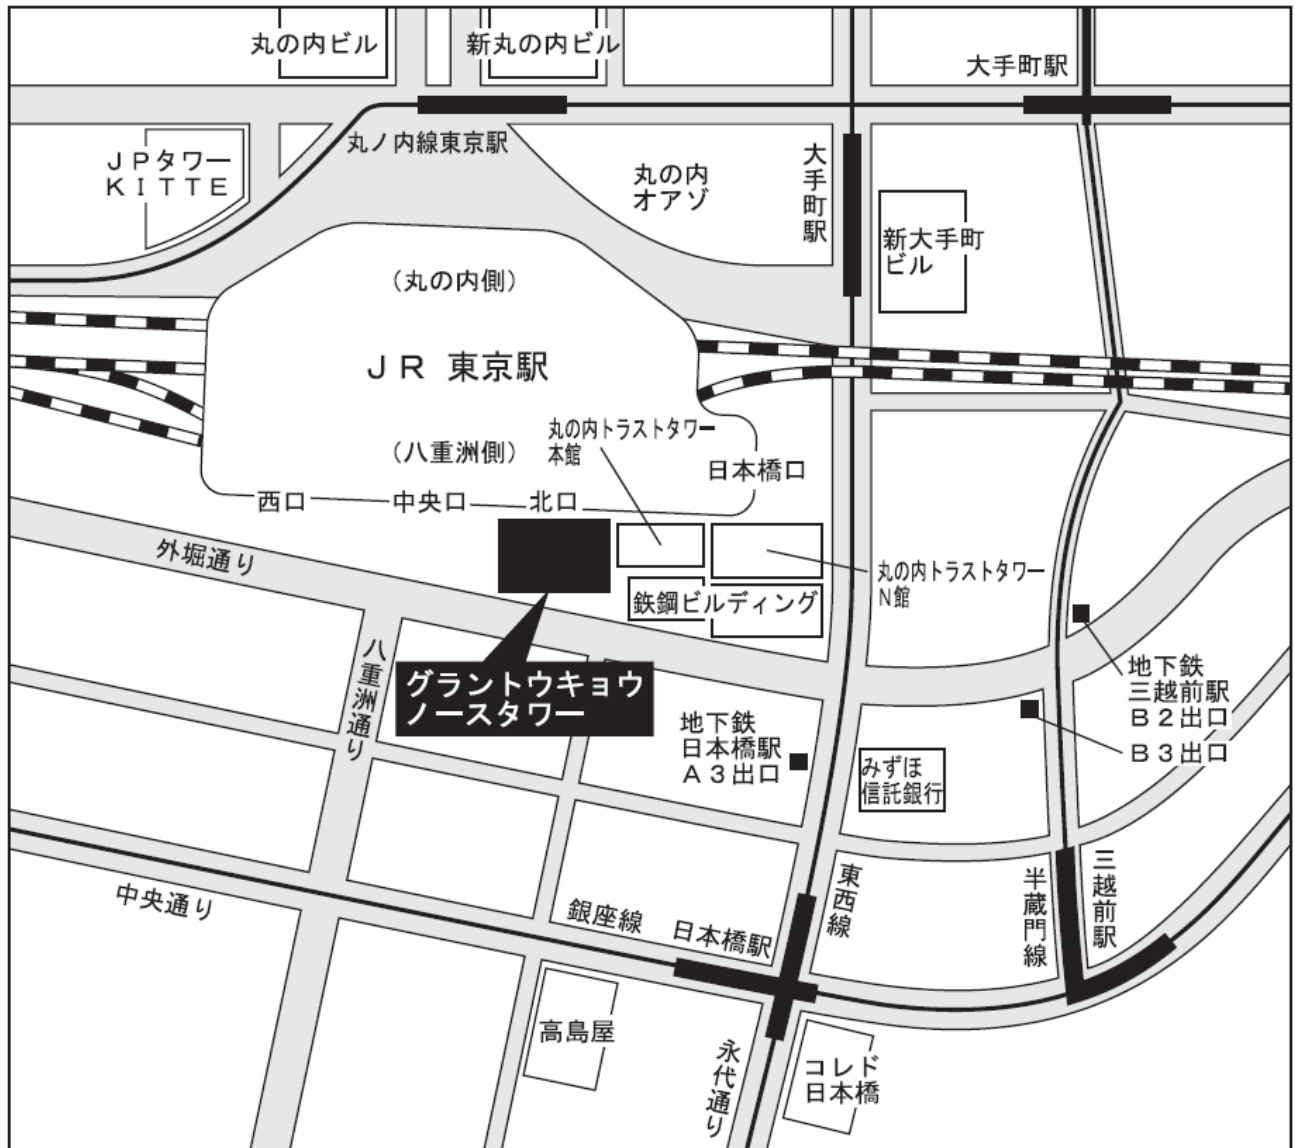 丸の内ビル
新丸の内ビル
大手町駅
丸ノ内線東京駅
ＪＰタワー
ＫＩＴＴＥ
丸の内
オアゾ
大手町駅
新大手町
ビル
（丸の内側）
ＪＲ 東京駅
（八重洲側）
丸の内トラストタワー
本館
日本橋口
西口
中央口
北口
外堀通り
丸の内トラストタワー
Ｎ館
鉄鋼ビルディング
八重洲通り
グラントウキョウ
ノースタワー
地下鉄
日本橋駅
Ａ３出口
地下鉄
三越前駅
Ｂ２出口
Ｂ３出口
みずほ
信託銀行
中央通り
銀座線
日本橋駅
東西線
半蔵門線
三越前駅
高島屋
永代通り
コレド
日本橋